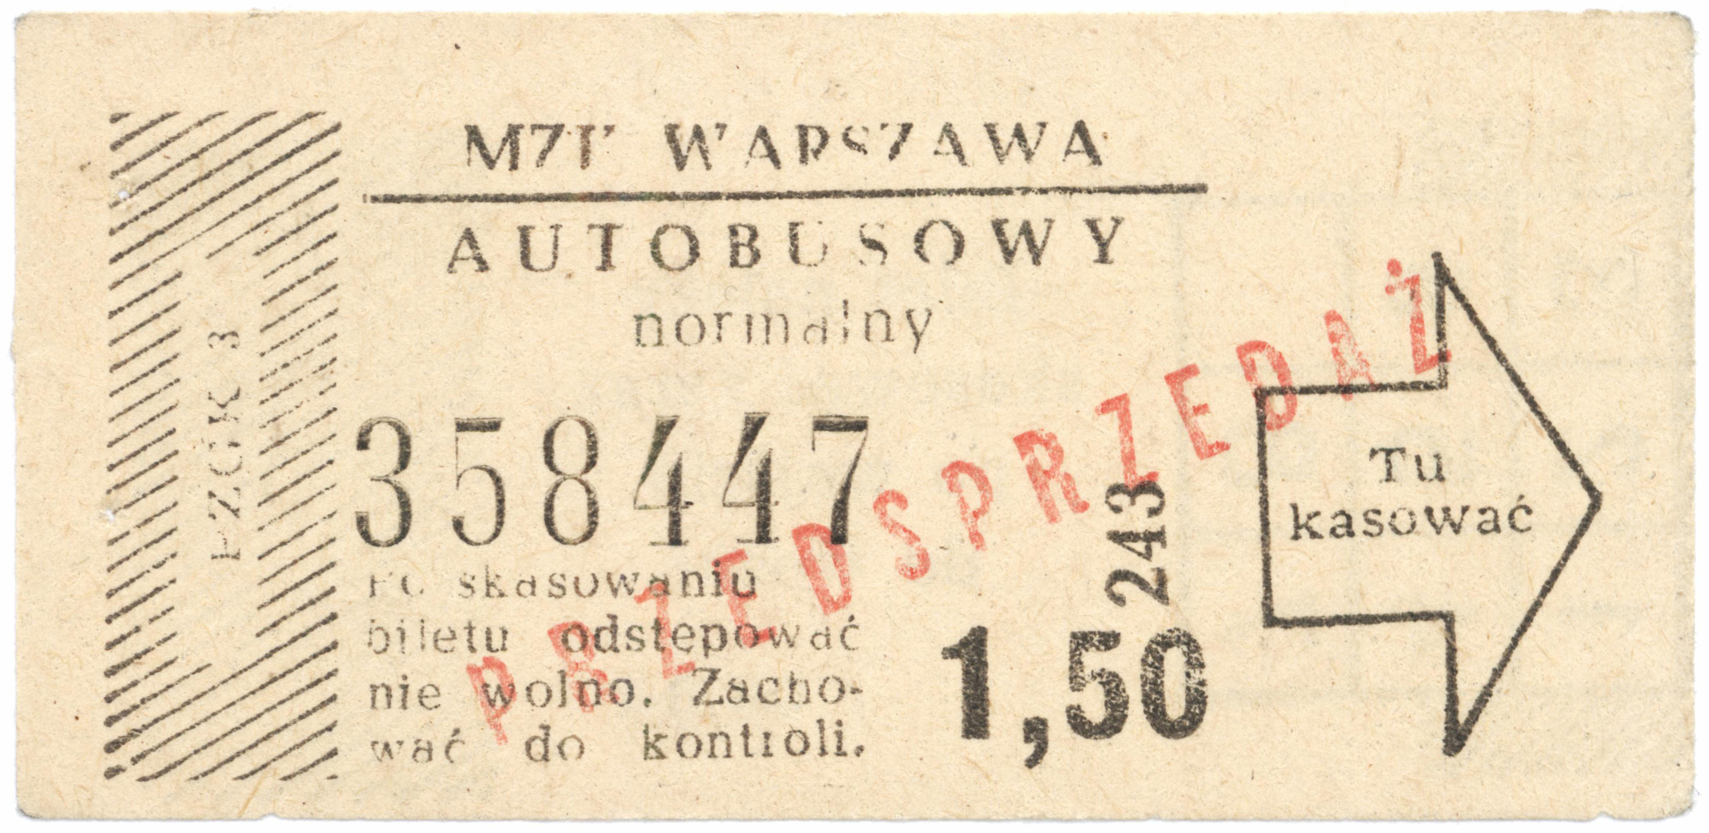 MZK WARSZAWA
AUTOBUSOWY
normalny
358447
Po skasowaniu
biletu odstępować
nie wolno. Zacho-
wać do kontroli.
PRZEDSPRZEDAŻ
243
1,50
Tu
kasować
PZGK 3